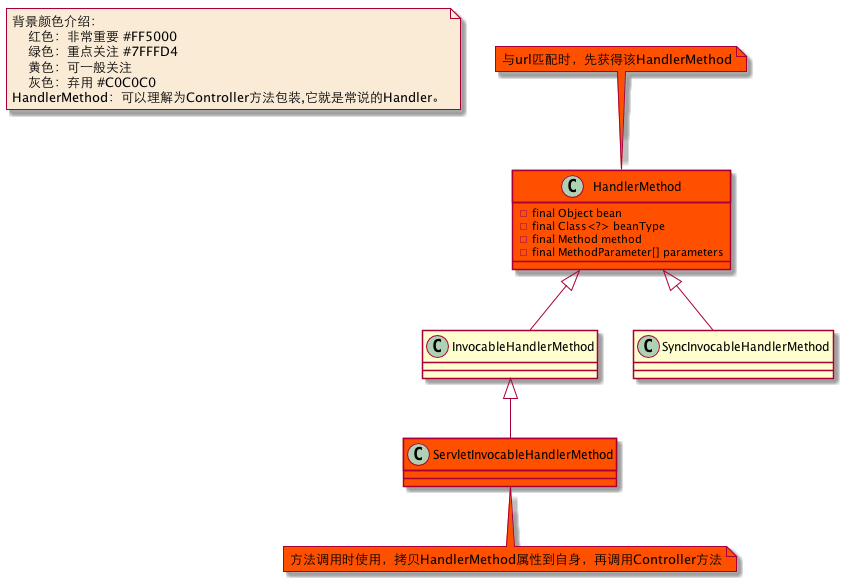 背景颜色介绍：
红色：非常重要 #FF5000
绿色：重点关注 #7FFFD4
黄色：可一般关注
灰色：弃用 #C0C0C0
HandlerMethod：可以理解为Controller方法包装,它就是常说的Handler。
与url匹配时，先获得该HandlerMethod
C HandlerMethod
final Object bean
final Class<?> beanType
final Method method
final MethodParameter[] parameters
C InvocableHandlerMethod
C SyncInvocableHandlerMethod
C ServletInvocableHandlerMethod
方法调用时使用，拷贝HandlerMethod属性到自身，再调用Controller方法